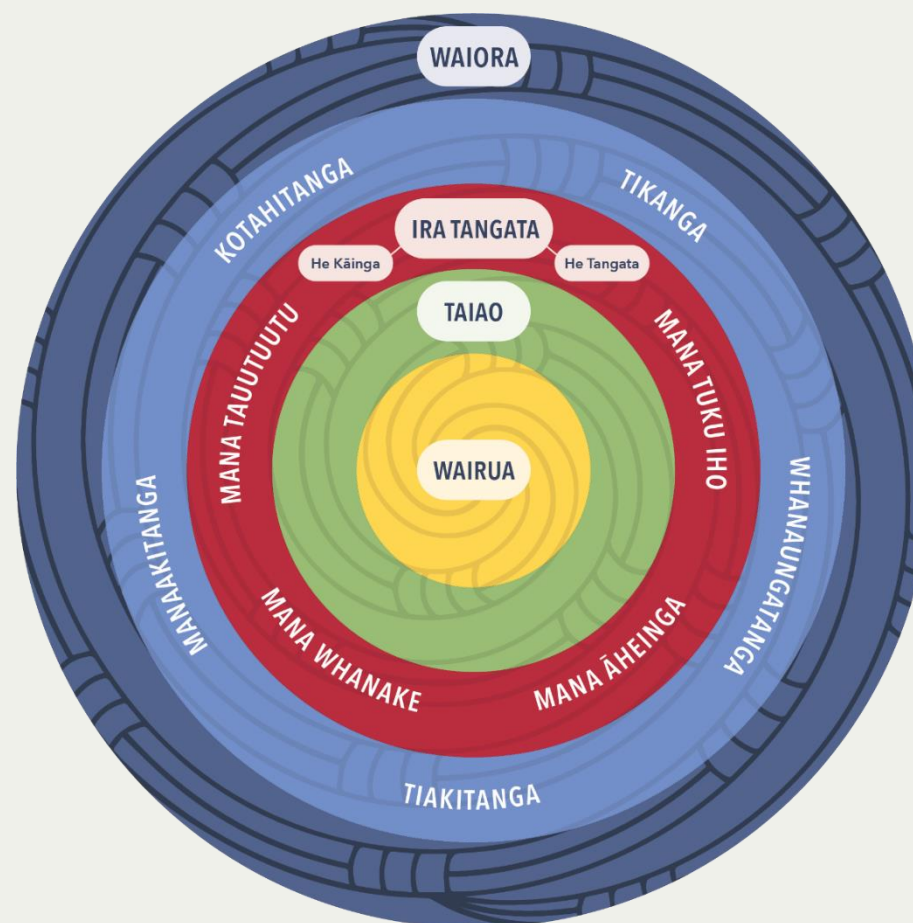 WAIORA
KOTAHITANGA
TIKANGA
IRA TANGATA
He Kāinga
He Tangata
TAIAO
MANA TAUUTUUTU
MANA TUKU IHO
WAIRUA
MANAAKITANGA
WHANAUNGATANGA
MANA WHANAKE
MANA ĀHEINGA
TIAKITANGA